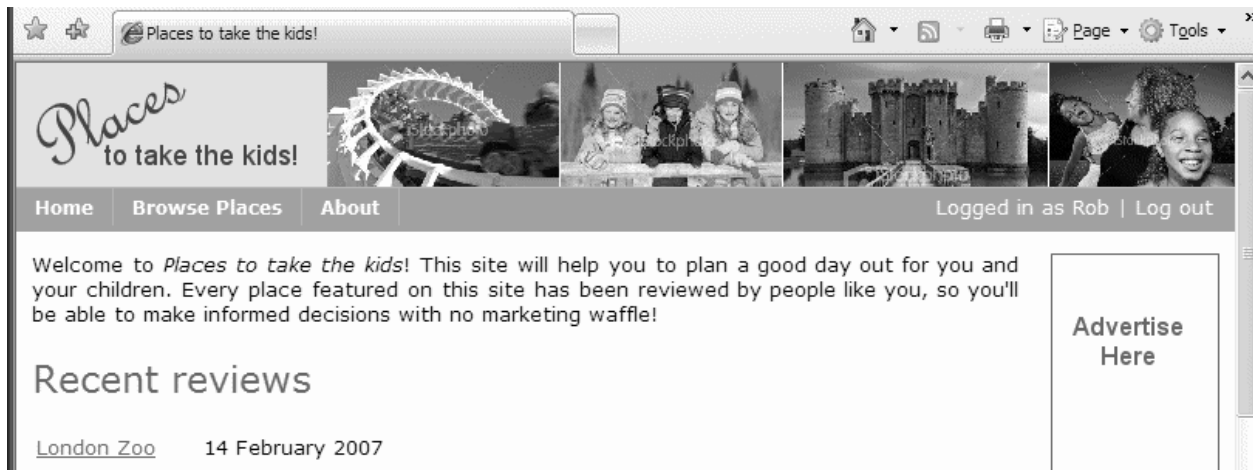 Places to take the kids!
Page
Tools
Places
to take the kids!
iStockphoto
Home
Browse Places
About
Logged in as Rob | Log out
Welcome to Places to take the kids! This site will help you to plan a good day out for you and
your children. Every place featured on this site has been reviewed by people like you, so you'll
be able to make informed decisions with no marketing waffle!
Advertise
Here
Recent reviews
London Zoo 14 February 2007